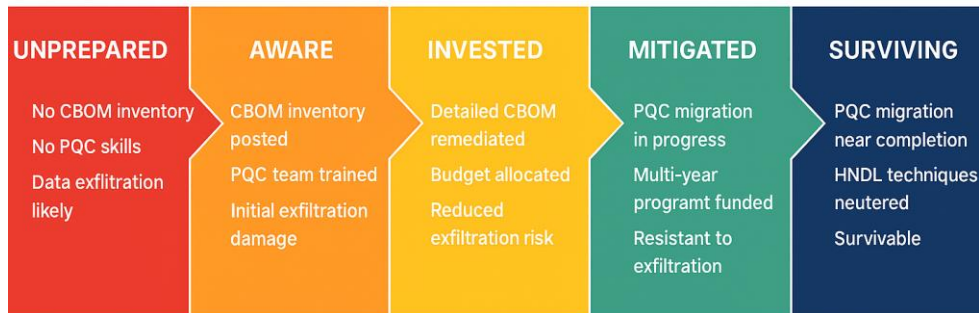 UNPREPARED
No CBOM inventory
No PQC skills
Data exflitration
likely
AWARE
CBOM inventory
posted
PQC team trained
Initial exfiltration
damage
INVESTED
Detailed CBOM
remediated
Budget allocated
Reduced
exfiltration risk
MITIGATED
PQC migration
in progress
Multi-year
programt funded
Resistant to
exfiltration
SURVIVING
PQC migration
near completion
HNDL techniques
neutered
Survivable